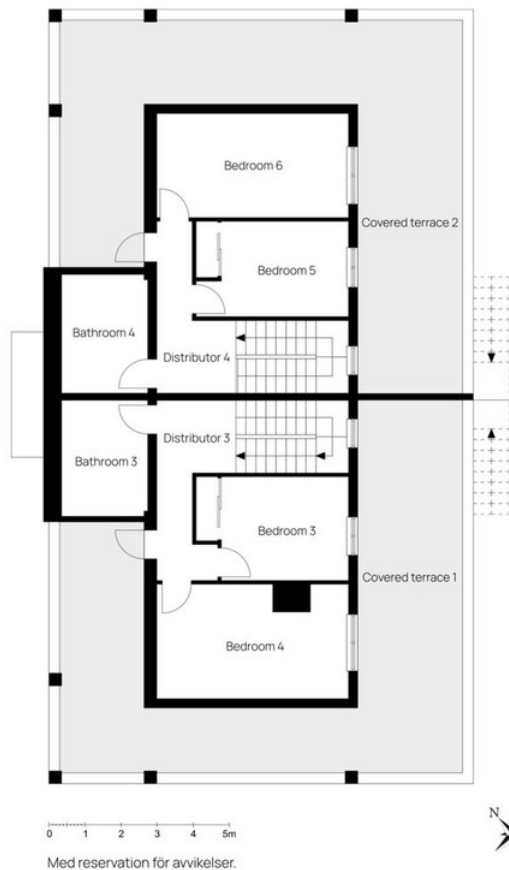 Bedroom 6
Covered terrace 2
Bedroom 5
Bathroom 4
Distributor 4
Distributor 3
Bathroom 3
Bedroom 3
Covered terrace 1
Bedroom 4
N
0 1 2 3 4 5m
Med reservation för avvikelser.